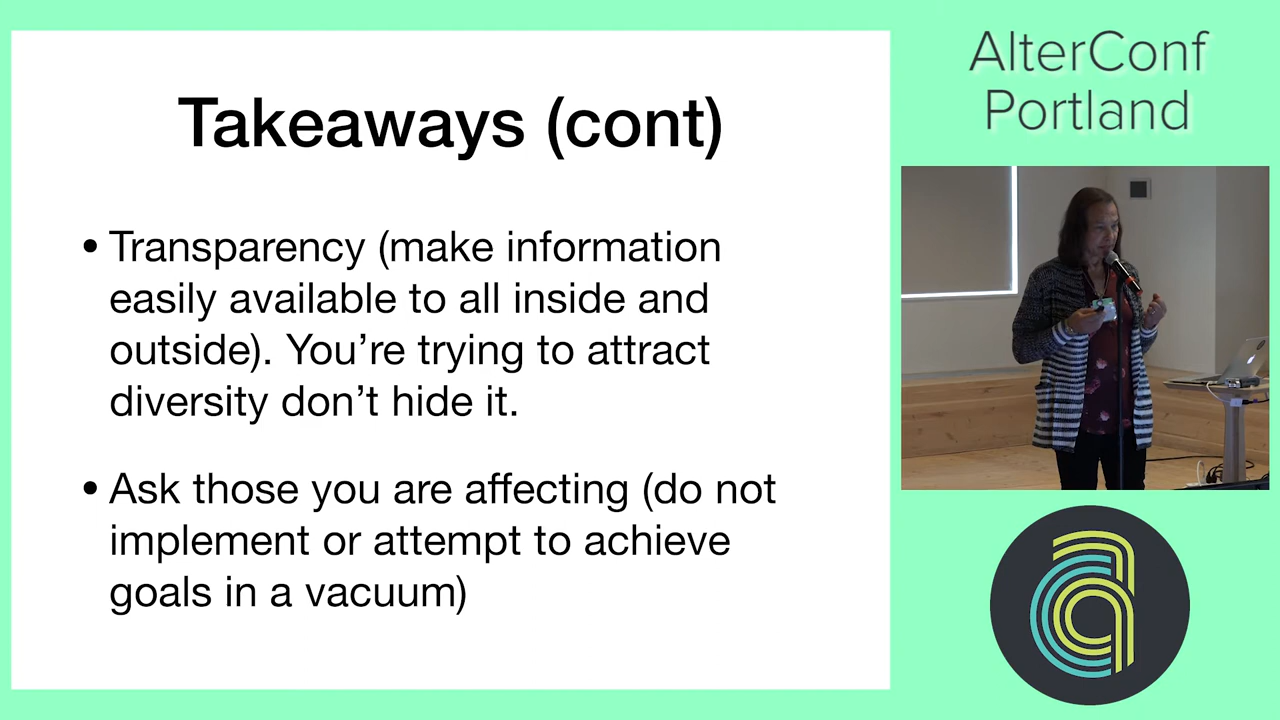 Takeaways (cont)
• Transparency (make information
easily available to all inside and
outside). You’re trying to attract
diversity don’t hide it.
• Ask those you are affecting (do not
implement or attempt to achieve
goals in a vacuum)
AlterConf
Portland